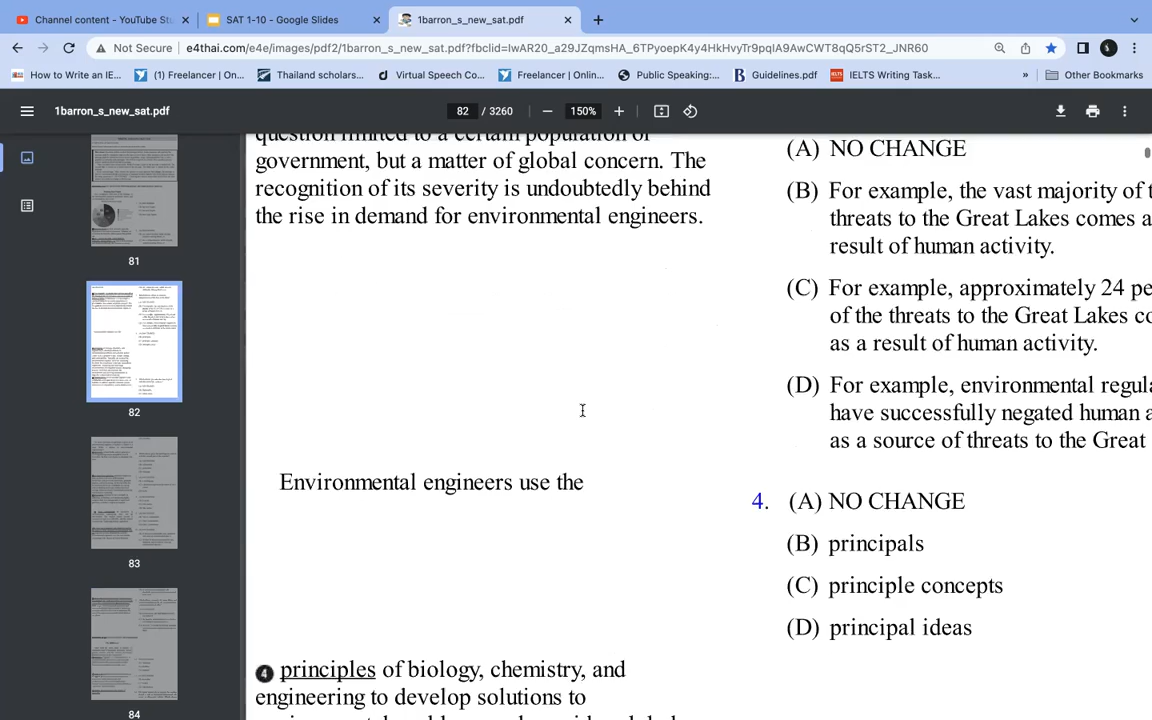 Channel content - YouTube St
SAT 1-10 - Google Slides
1barron_s_new_sat.pdf
Not Secure
e4thai.com/e4e/images/pdf2/1barron_s_new_sat.pdf?fbclid=IwAR20_a29JZqmsHA_6TPyoepK4y4HkHvyTr9pqIA9AwCWT8qQ5rST2_JNR60
How to Write an IE...
(1) Freelancer | On...
Thailand scholars...
Virtual Speech Co...
Freelancer | Onlin...
Public Speaking:...
Guidelines.pdf
IELTS Writing Task...
»
Other Bookmarks
1barron_s_new_sat.pdf
82 / 3260
150%
81
82
83
84
question limited to a certain population or
government, but a matter of global concern. The
recognition of its severity is undoubtedly behind
the rise in demand for environmental engineers.
Environmental engineers use the
4 principles of biology, chemistry, and
engineering to develop solutions to
(A) NO CHANGE
(B) For example, the vast majority of t
threats to the Great Lakes comes a
result of human activity.
(C) For example, approximately 24 pe
of the threats to the Great Lakes co
as a result of human activity.
(D) For example, environmental regula
have successfully negated human a
as a source of threats to the Great
4. (A) NO CHANGE
(B) principals
(C) principle concepts
(D) principal ideas